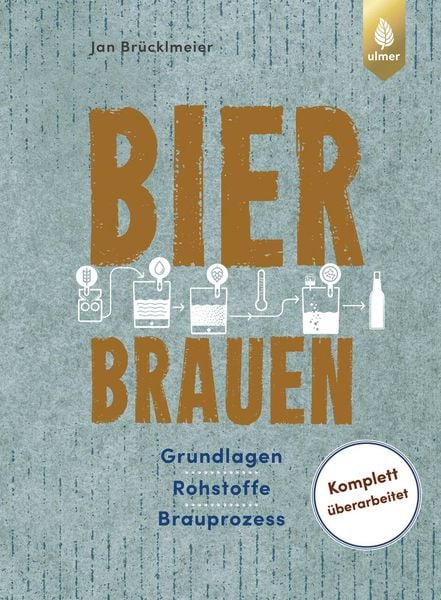 Jan Brücklmeier
ulmer
BIER
BRAUEN
Grundlagen
Rohstoffe
Brauprozess
Komplett
überarbeitet